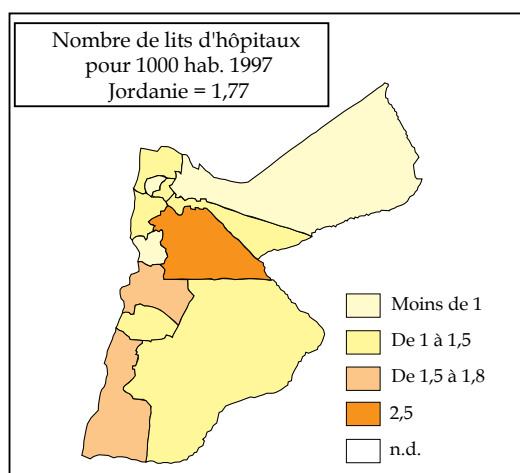 Nombre de lits d'hôpitaux
pour 1000 hab. 1997
Jordanie = 1,77
Moins de 1
De 1 à 1,5
De 1,5 à 1,8
2,5
n.d.